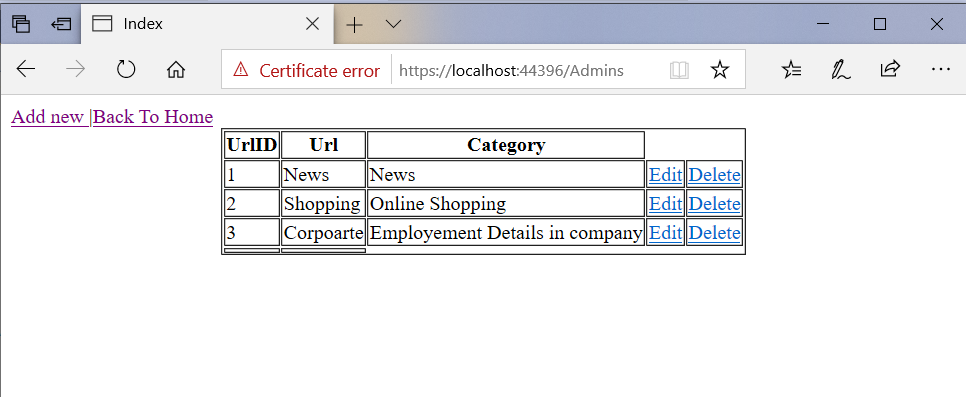 Index
Certificate error https://localhost:44396/Admins
Add new |Back To Home
UrlID Url Category
1 News News Edit Delete
2 Shopping Online Shopping Edit Delete
3 Corpoarte Employement Details in company Edit Delete